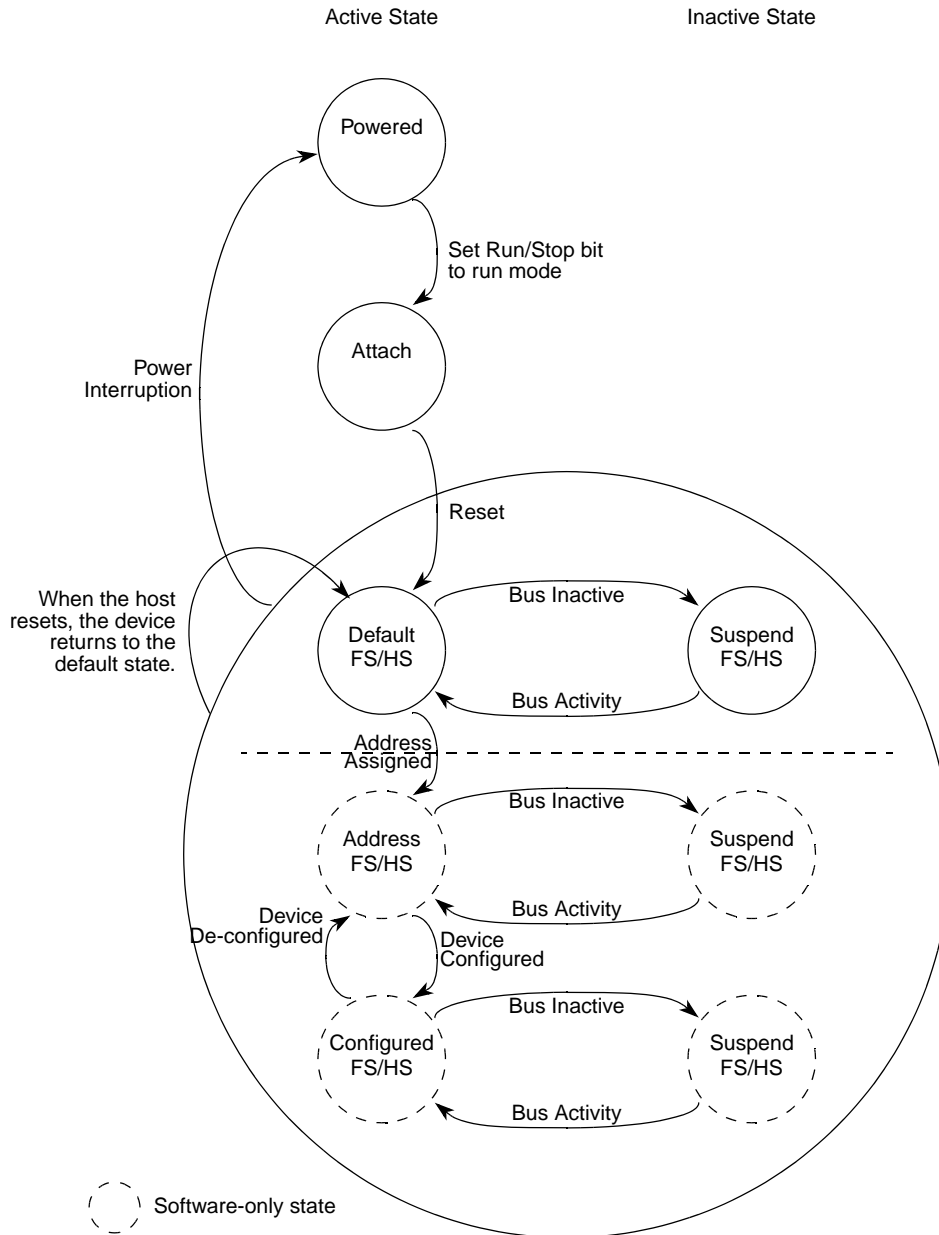 Active State
Inactive State
Powered
Set Run/Stop bit
to run mode
Attach
Power
Interruption
Reset
When the host
resets, the device
returns to the
default state.
Default
FS/HS
Bus Inactive
Suspend
FS/HS
Bus Activity
Address
Assigned
Address
FS/HS
Bus Inactive
Suspend
FS/HS
Bus Activity
Device
De-configured
Device
Configured
Configured
FS/HS
Bus Inactive
Suspend
FS/HS
Bus Activity
Software-only state